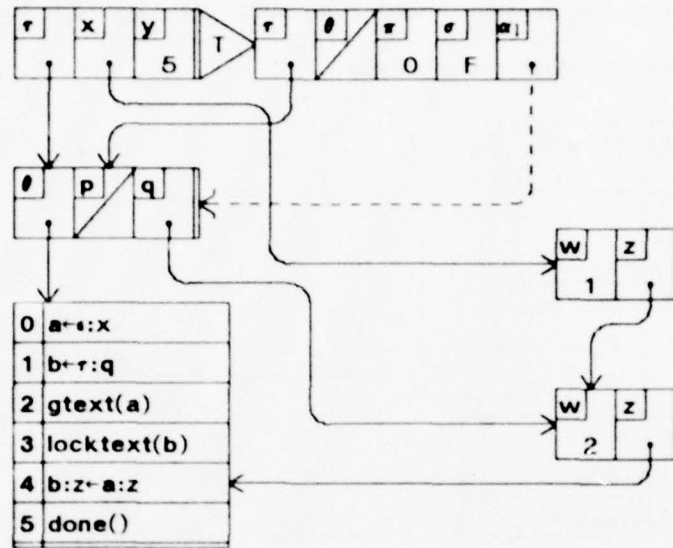 τ x y T τ θ π σ α₁
5 0 F
θ p q
w z
1
0 a←ε:x
1 b←τ:q
2 gtext(a)
w z
3 locktext(b)
2
4 b:z←a:z
5 done()